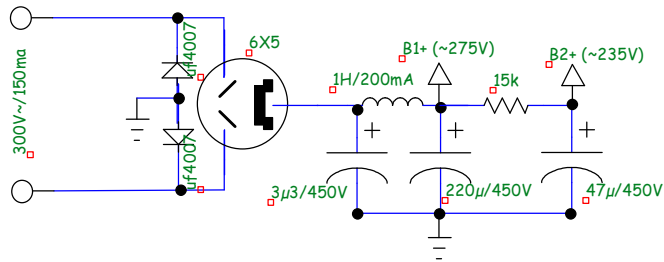 300V~/150ma
uf4007
uf4007
6X5
1H/200mA
B1+ (~275V)
15k
B2+ (~235V)
3µ3/450V
220µ/450V
47µ/450V